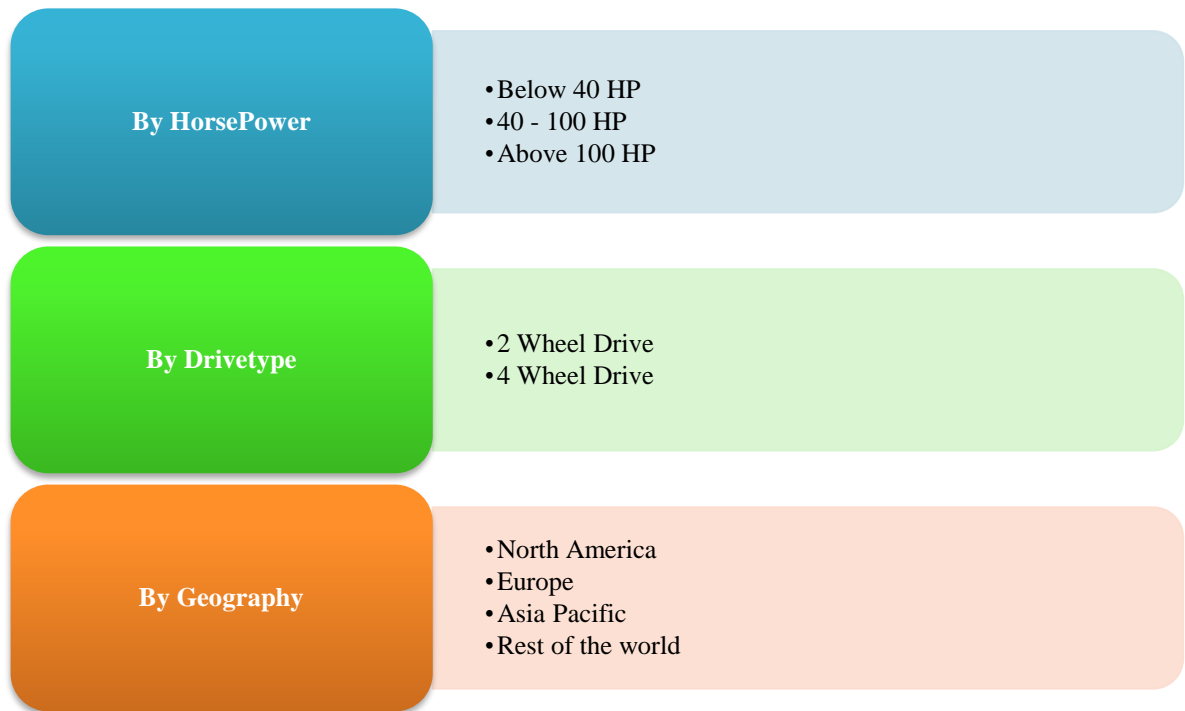 By HorsePower
•Below 40 HP
•40 - 100 HP
•Above 100 HP
By Drivetype
•2 Wheel Drive
•4 Wheel Drive
By Geography
•North America
•Europe
•Asia Pacific
•Rest of the world